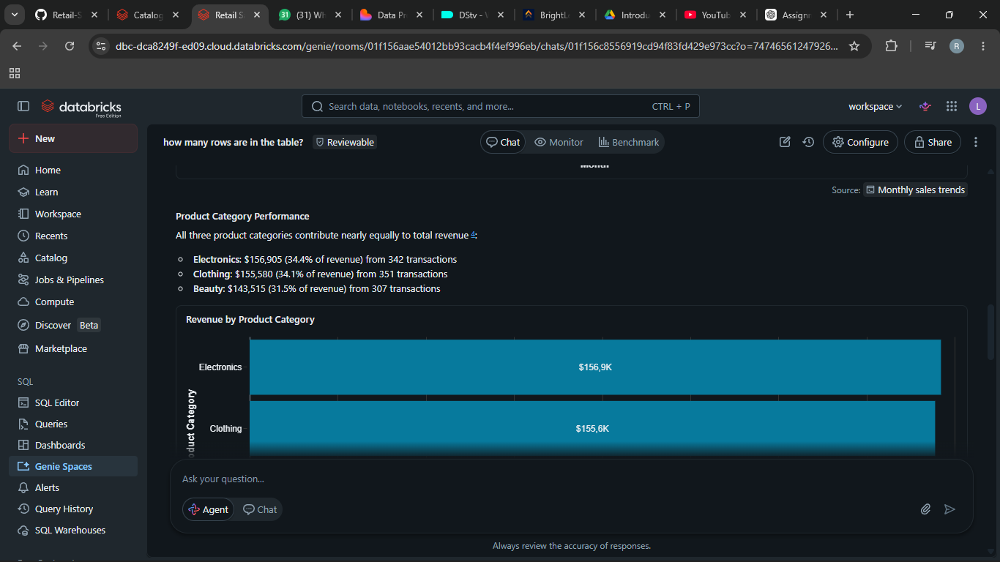 Retail-S
Catalog
Retail S
(31) Wh
Data Pr
DStv - W
BrightL
Introdu
YouTub
Assignm
dbc-dca8249f-ed09.cloud.databricks.com/genie/rooms/01f156aae54012bb93cacb4f4ef996eb/chats/01f156c8556919cd94f83fd429e973cc?o=74746561247926...
R
databricks
Free Edition
Search data, notebooks, recents, and more...
CTRL + P
workspace
L
New
Home
Learn
Workspace
Recents
Catalog
Jobs & Pipelines
Compute
Discover Beta
Marketplace
SQL
SQL Editor
Queries
Dashboards
Genie Spaces
Alerts
Query History
SQL Warehouses
how many rows are in the table?
Reviewable
Chat
Monitor
Benchmark
Configure
Share
Month
Source: Monthly sales trends
Product Category Performance
All three product categories contribute nearly equally to total revenue 4:
Electronics: $156,905 (34.4% of revenue) from 342 transactions
Clothing: $155,580 (34.1% of revenue) from 351 transactions
Beauty: $143,515 (31.5% of revenue) from 307 transactions
Revenue by Product Category
Electronics
$156,9K
Clothing
$155,6K
oduct Category
Ask your question...
Agent
Chat
Always review the accuracy of responses.